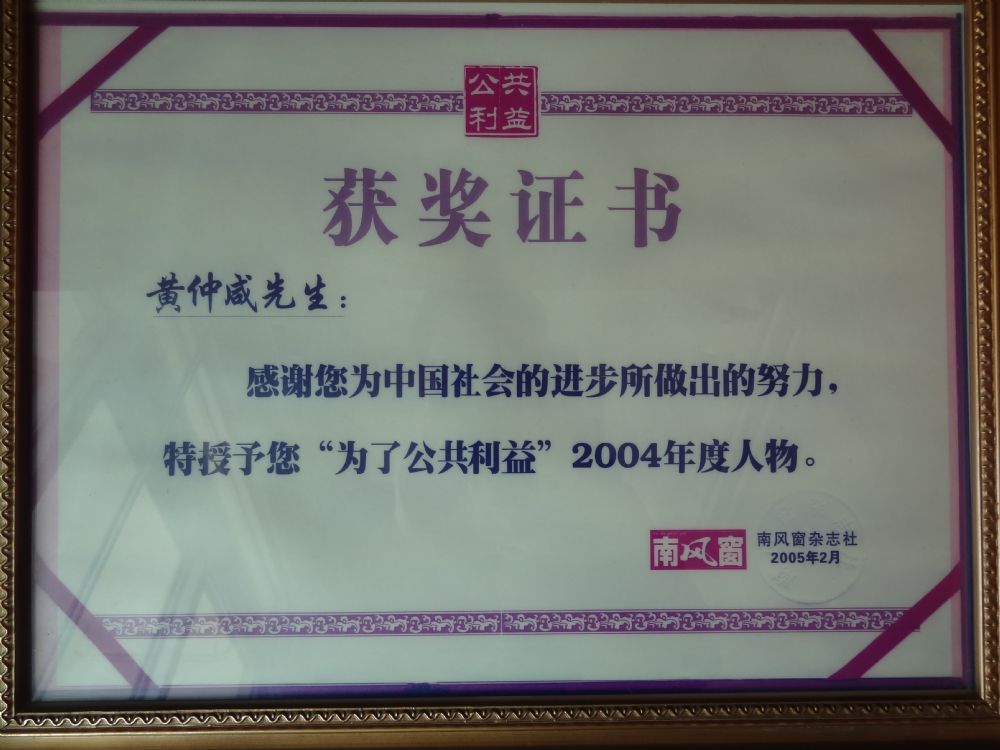 公共
利益
获奖证书
黄仲咸先生：
感谢您为中国社会的进步所做出的努力，
特授予您“为了公共利益”2004年度人物。
南风窗 南风窗杂志社
2005年2月